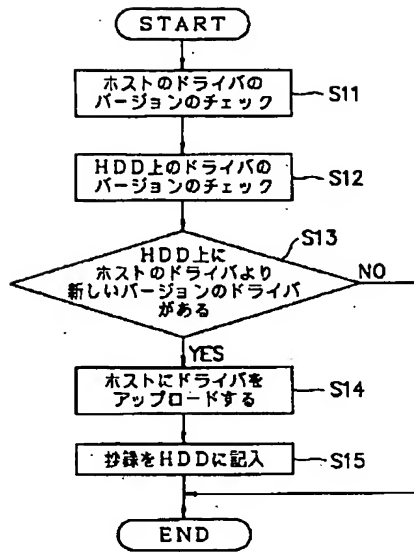 START
ホストのドライバの
バージョンのチェック
S11
HDD上のドライバの
バージョンのチェック
S12
S13
HDD上に
ホストのドライバより
新しいバージョンのドライバ
がある
NO
YES
ホストにドライバを
アップロードする
S14
抄録をHDDに記入
S15
END